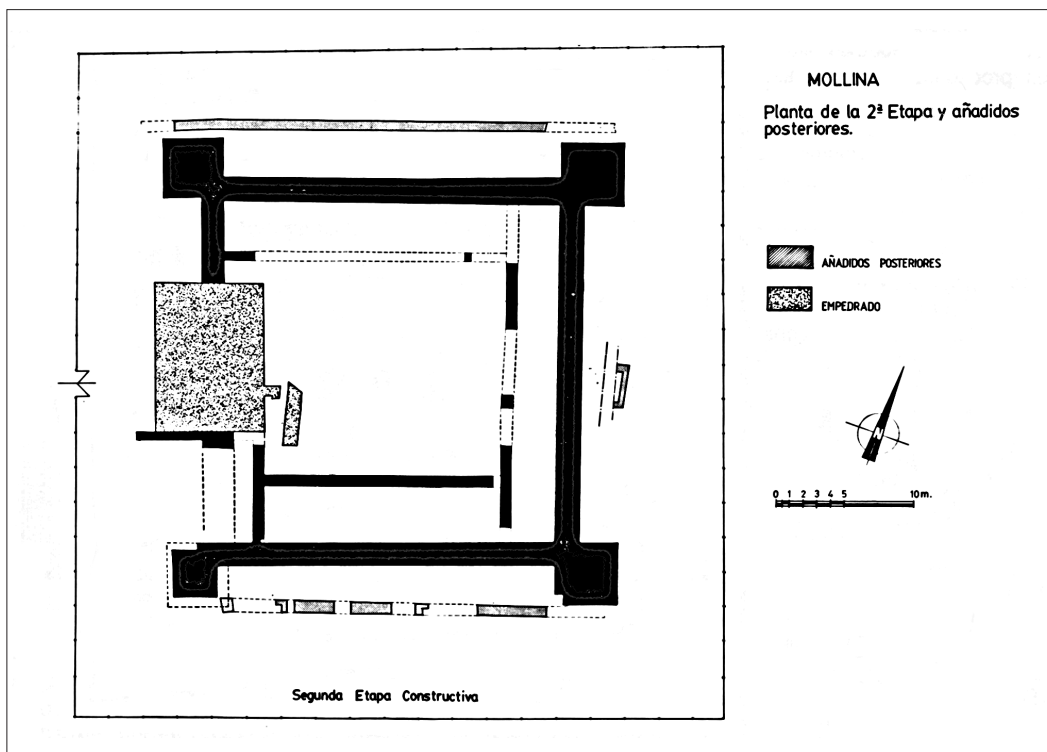 MOLLINA
Planta de la 2ª Etapa y añadidos
posteriores.
AÑADIDOS POSTERIORES
EMPEDRADO
N
0 1 2 3 4 5 10 m.
Segunda Etapa Constructiva